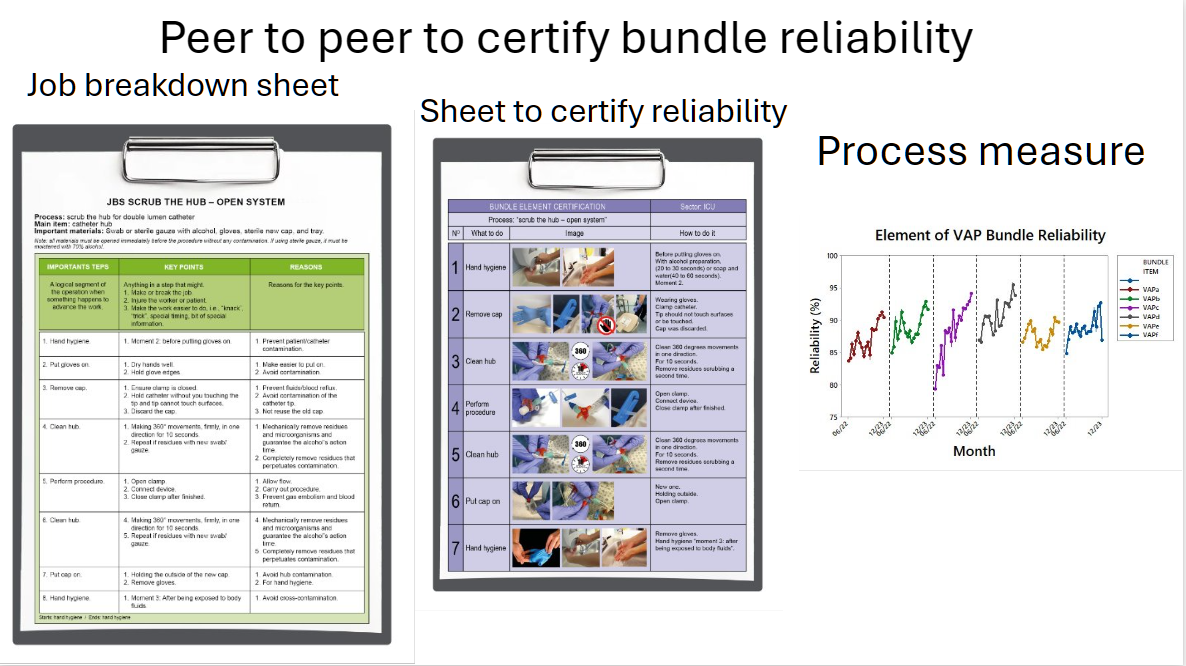 Peer to peer to certify bundle reliability
Job breakdown sheet
JBS SCRUB THE HUB – OPEN SYSTEM
Process: scrub the hub for double lumen catheter
Main item: catheter hub
Important materials: Swab or sterile gauze with alcohol, gloves, sterile new cap, and tray.
Note: all materials must be opened immediately before the procedure without any contamination. If using sterile gauze, it must be
moistened with 70% alcohol.
IMPORTANTS TEPS
KEY POINTS
REASONS
A logical segment of
the operation when
something happens to
advance the work.
Anything in a step that might.
1. Make or break the job.
2. Injure the worker or patient.
3. Make the work easier to do, i.e., “knack”,
“trick”, special timing, bit of special
information.
Reasons for the key points.
1. Hand hygiene.
1. Moment 2: before putting gloves on.
1. Prevent patient/catheter
contamination.
2. Put gloves on.
1. Dry hands well.
2. Hold glove edges.
1. Make easier to put on.
2. Avoid contamination.
3. Remove cap.
1. Ensure clamp is closed.
2. Hold catheter without you touching the
tip and tip cannot touch surfaces.
3. Discard the cap.
1. Prevent fluids/blood reflux.
2. Avoid contamination of the
catheter tip.
3. Not reuse the old cap
4. Clean hub.
1. Making 360° movements, firmly, in one
direction for 10 seconds.
2. Repeat if residues with new swab/
gauze.
1. Mechanically remove residues
and microorganisms and
guarantee the alcohol's action
time.
2. Completely remove residues that
perpetuates contamination.
5. Perform procedure.
1. Open clamp.
2. Connect device.
3. Close clamp after finished.
1. Allow flow.
2. Carry out procedure.
3. Prevent gas embolism and blood
return.
6. Clean hub.
4. Making 360° movements, firmly, in one
direction for 10 seconds.
5. Repeat if residues with new swab/
gauze.
4. Mechanically remove residues
and microorganisms and
guarantee the alcohol's action
time.
5. Completely remove residues that
perpetuates contamination.
7. Put cap on.
1. Holding the outside of the new cap.
2. Remove gloves.
1. Avoid hub contamination.
2. For hand hygiene.
8. Hand hygiene.
1. Moment 3: After being exposed to body
fluids.
1. Avoid cross-contamination.
Starts: hand hygiene / Ends: hand hygiene
Sheet to certify reliability
BUNDLE ELEMENT CERTIFICATION
Sector: ICU
Process: “scrub the hub – open system”
Nº
What to do
Image
How to do it
1
Hand hygiene
Before putting gloves on.
With alcohol preparation,
(20 to 30 seconds) or soap and
water(40 to 60 seconds).
Moment 2.
2
Remove cap
Wearing gloves.
Clamp catheter.
Tip should not touch surfaces
or be touched.
Cap was discarded.
3
Clean hub
360
Clean 360 degrees movements
in one direction.
For 10 seconds.
Remove residues scrubbing a
second time.
4
Perform
procedure
Open clamp.
Connect device.
Close clamp after finished.
5
Clean hub
360
Clean 360 degrees movements
in one direction.
For 10 seconds.
Remove residues scrubbing a
second time.
6
Put cap on
New one.
Holding outside.
Open clamp.
7
Hand hygiene
Remove gloves.
Hand hygiene “moment 3: after
being exposed to body fluids”.
Process measure
Element of VAP Bundle Reliability
Reliability (%)
100
95
90
85
80
75
06/22
12/23
06/22
12/23
06/22
12/23
06/22
12/23
06/22
12/23
06/22
12/23
Month
BUNDLE
ITEM
VAPa
VAPb
VAPc
VAPd
VAPe
VAPf